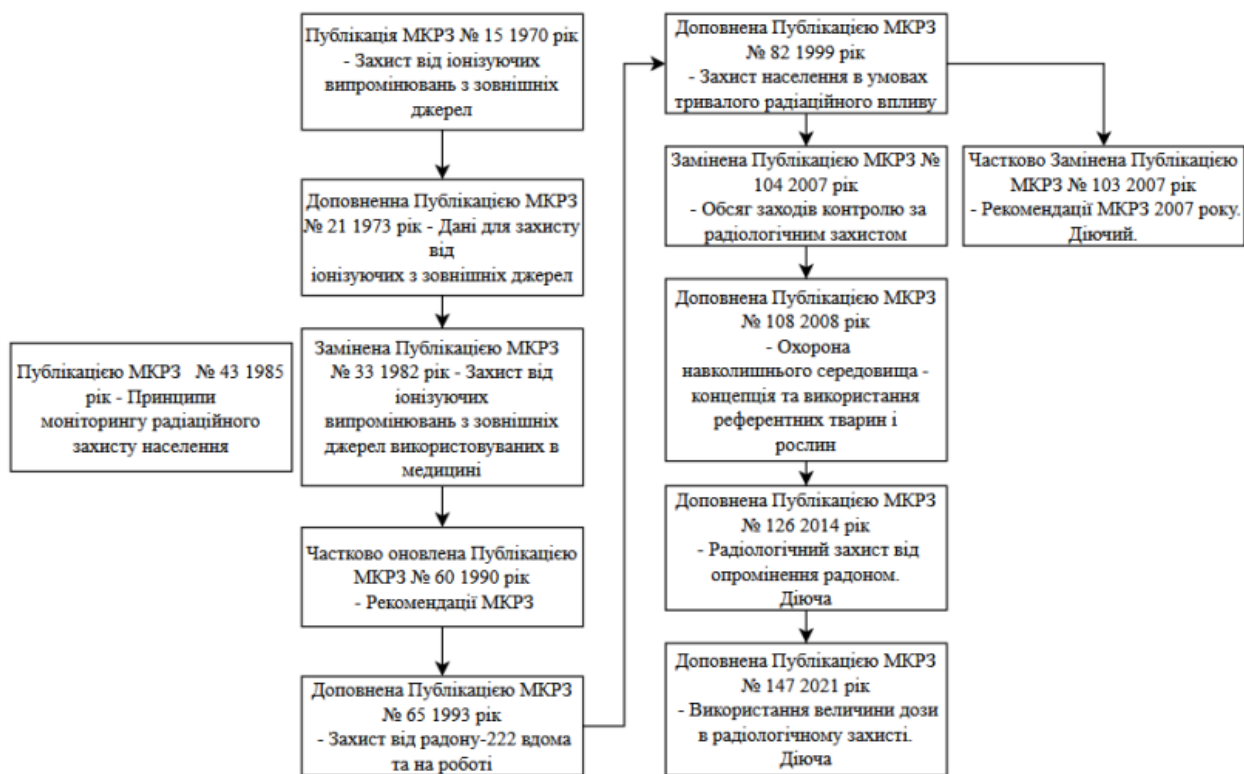 Публікація МКРЗ № 15 1970 рік
- Захист від іонізуючих
випромінювань з зовнішніх
джерел
Доповненна Публікацією МКРЗ
№ 21 1973 рік - Дані для захисту
від
іонізуючих з зовнішніх джерел
Публікацією МКРЗ № 43 1985
рік - Принципи
моніторингу радіаційного
захисту населення
Замінена Публікацією МКРЗ
№ 33 1982 рік - Захист від
іонізуючих
випромінювань з зовнішніх
джерел використовуваних в
медицині
Частково оновлена Публікацією
МКРЗ № 60 1990 рік
- Рекомендації МКРЗ
Доповнена Публікацією МКРЗ
№ 65 1993 рік
- Захист від радону-222 вдома
та на роботі
Доповнена Публікацією МКРЗ
№ 82 1999 рік
- Захист населення в умовах
тривалого радіаційного впливу
Замінена Публікацією МКРЗ №
104 2007 рік
- Обсяг заходів контролю за
радіологічним захистом
Частково Замінена Публікацією
МКРЗ № 103 2007 рік
- Рекомендації МКРЗ 2007 року.
Діючий.
Доповнена Публікацією МКРЗ
№ 108 2008 рік
- Охорона
навколишнього середовища -
концепція та використання
референтних тварин і
рослин
Доповнена Публікацією МКРЗ
№ 126 2014 рік
- Радіологічний захист від
опромінення радоном.
Діюча
Доповнена Публікацією МКРЗ
№ 147 2021 рік
- Використання величини дози
в радіологічному захисті.
Діюча